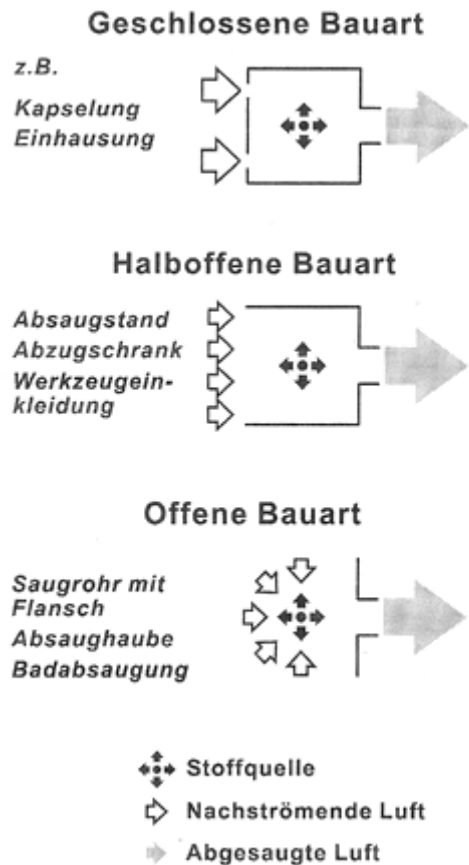 Geschlossene Bauart
z.B.
Kapselung
Einhausung
Halboffene Bauart
Absaugstand
Abzugschrank
Werkzeugein-
kleidung
Offene Bauart
Saugrohr mit
Flansch
Absaughaube
Badabsaugung
Stoffquelle
Nachströmende Luft
Abgesaugte Luft